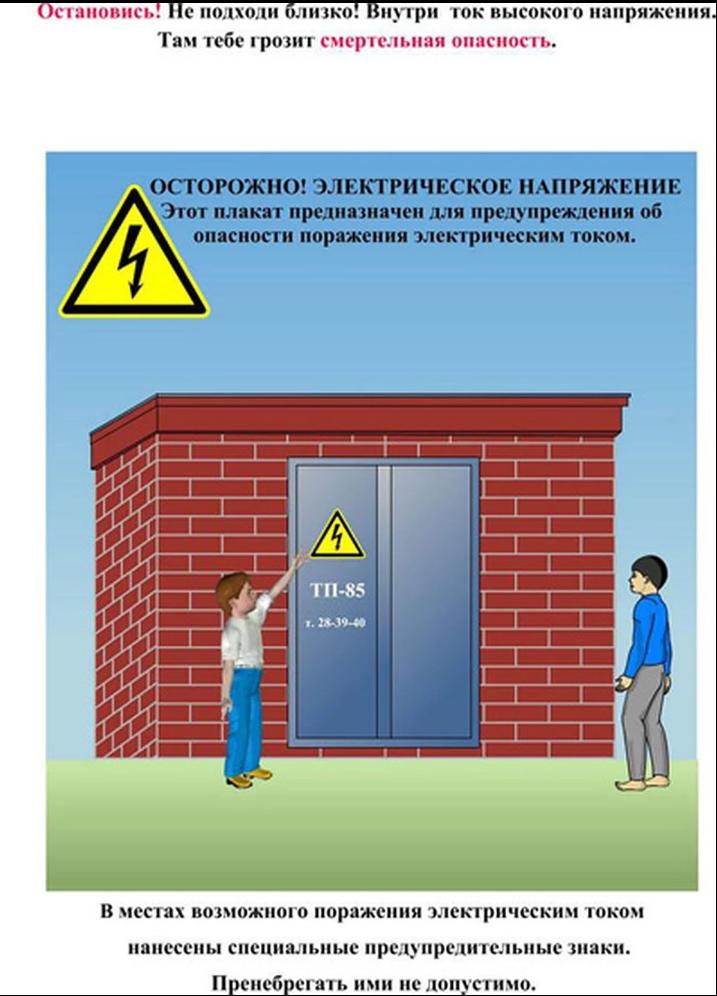 Остановись! Не подходи близко! Внутри ток высокого напряжения.
Там тебе грозит смертельная опасность.
ОСТОРОЖНО! ЭЛЕКТРИЧЕСКОЕ НАПРЯЖЕНИЕ
Этот плакат предназначен для предупреждения об
опасности поражения электрическим током.
ТП-85
т. 28-39-40
В местах возможного поражения электрическим током
нанесены специальные предупредительные знаки.
Пренебрегать ими не допустимо.